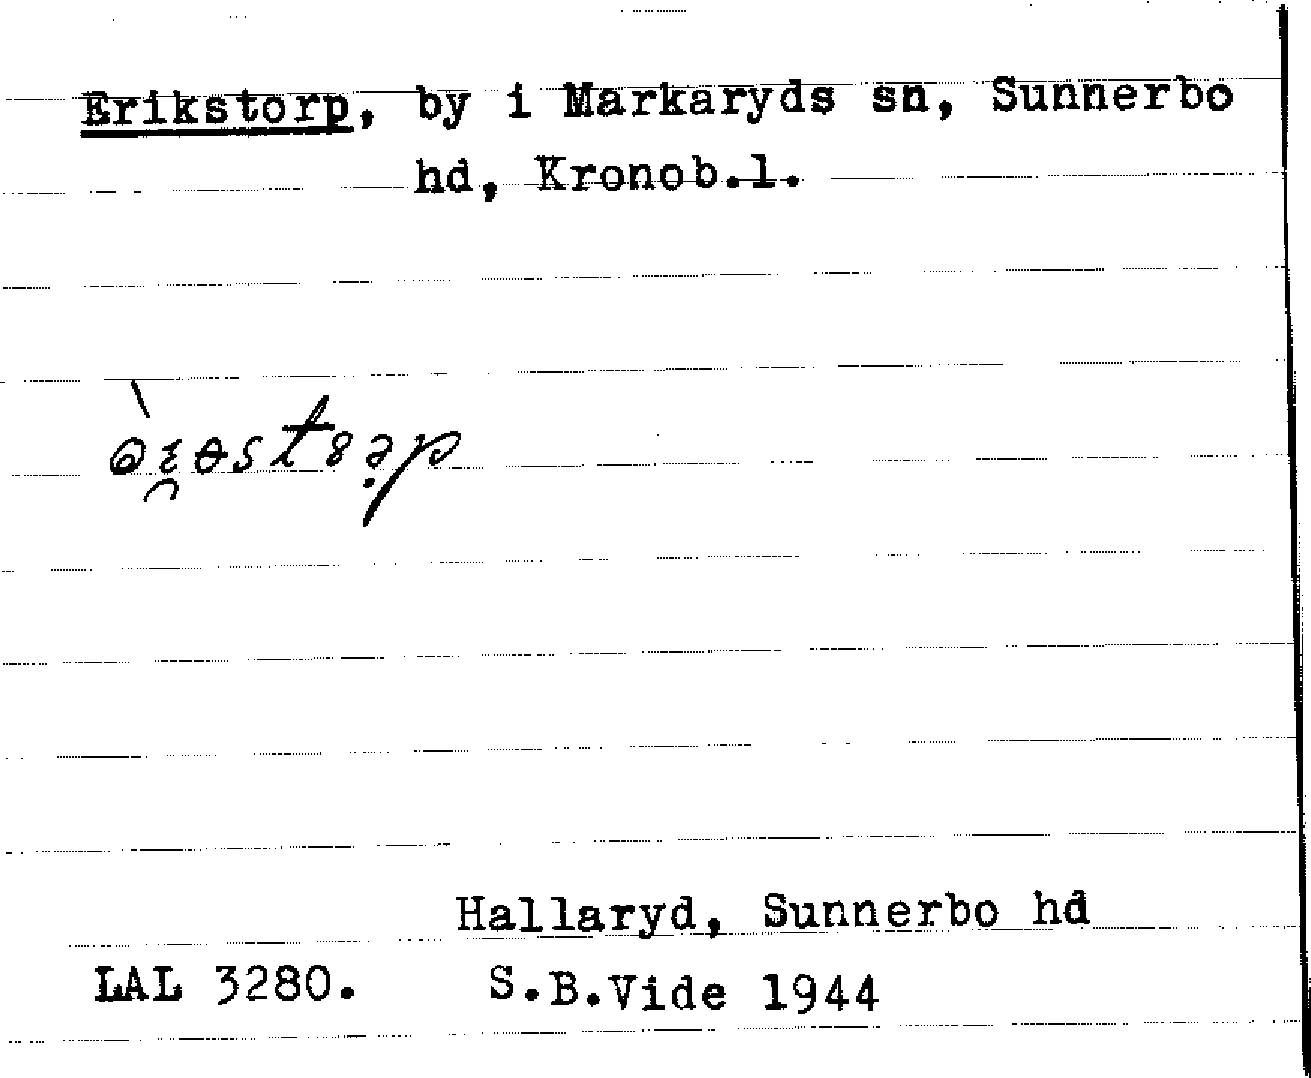 Erikstorp, by i Markaryds sn, Sunnerbo
hd, Kronob.l.
Hallaryd, Sunnerbo hd
LAL 3280. S.B.Vide 1944